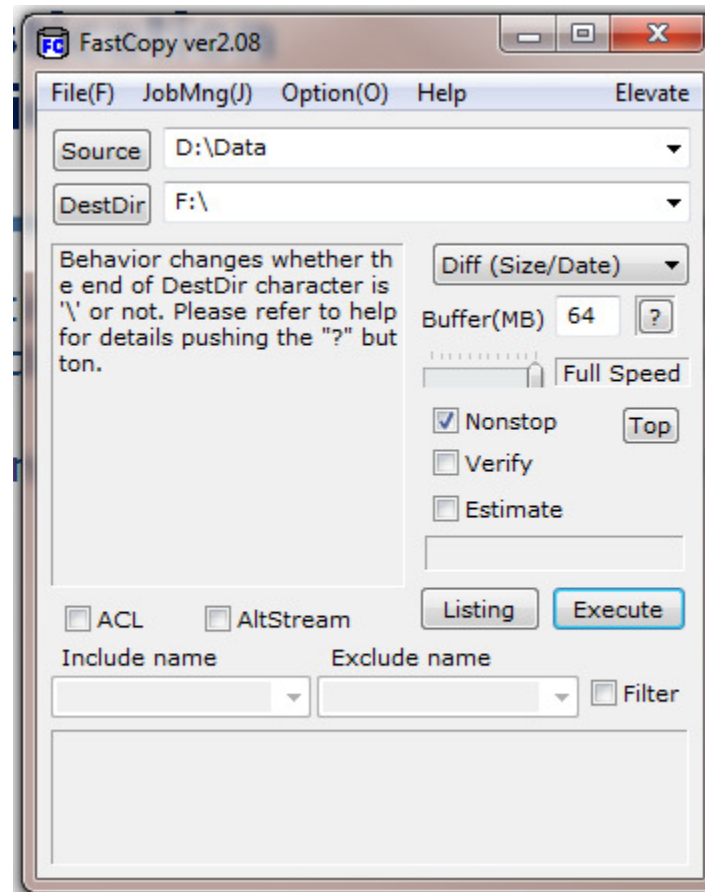 FastCopy ver2.08
File(F) JobMng(J) Option(O) Help Elevate
Source D:\Data
DestDir F:\
Behavior changes whether th
e end of DestDir character is
'\' or not. Please refer to help
for details pushing the "?" but
ton.
Diff (Size/Date)
Buffer(MB) 64 ?
Full Speed
Nonstop Top
Verify
Estimate
Listing Execute
ACL AltStream
Include name Exclude name
Filter